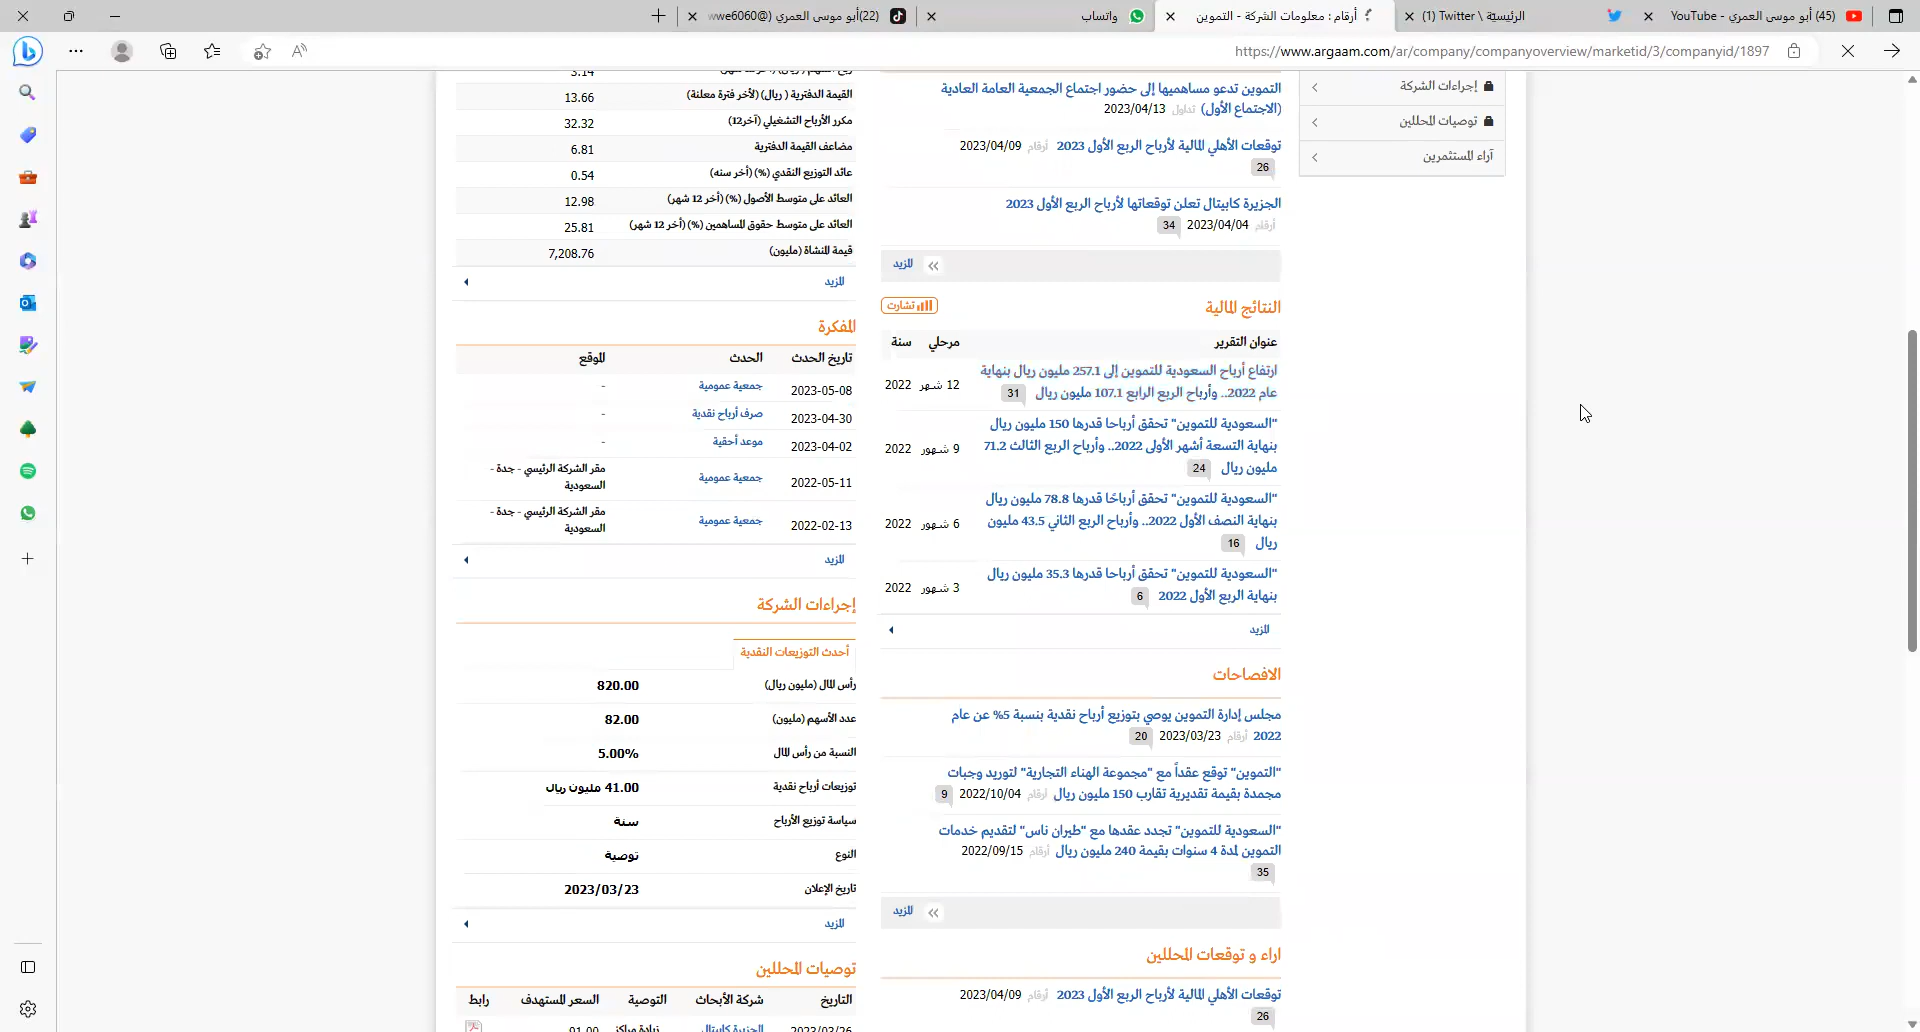 (45) أبو موسى العمري - YouTube
الرئيسيّة \ Twitter (1)
أرقام : معلومات الشركة - التموين
واتساب
(22)أبو موسى العمري (@wwe6060
https://www.argaam.com/ar/company/companyoverview/marketid/3/companyid/1897
إجراءات الشركة
توصيات المحللين
آراء المستثمرين
التموين تدعو مساهميها إلى حضور اجتماع الجمعية العامة العادية
(الاجتماع الأول) تداول 2023/04/13
توقعات الأهلي المالية لأرباح الربع الأول 2023 أرقام 2023/04/09
26
الجزيرة كابيتال تعلن توقعاتها لأرباح الربع الأول 2023
أرقام 2023/04/04 34
المزيد
النتائج المالية
تشارت
عنوان التقرير مرحلي سنة
ارتفاع أرباح السعودية للتموين إلى 257.1 مليون ريال بنهاية
عام 2022.. وأرباح الربع الرابع 107.1 مليون ريال 31
12 شهر 2022
"السعودية للتموين" تحقق أرباحا قدرها 150 مليون ريال
بنهاية التسعة أشهر الأولى 2022.. وأرباح الربع الثالث 71.2
مليون ريال 24
9 شهور 2022
"السعودية للتموين" تحقق أرباحًا قدرها 78.8 مليون ريال
بنهاية النصف الأول 2022.. وأرباح الربع الثاني 43.5 مليون
ريال 16
6 شهور 2022
"السعودية للتموين" تحقق أرباحا قدرها 35.3 مليون ريال
بنهاية الربع الأول 2022 6
3 شهور 2022
المزيد
الافصاحات
مجلس إدارة التموين يوصي بتوزيع أرباح نقدية بنسبة 5% عن عام
2022 أرقام 2023/03/23 20
"التموين" توقع عقداً مع "مجموعة الهناء التجارية" لتوريد وجبات
مجمدة بقيمة تقديرية تقارب 150 مليون ريال أرقام 2022/10/04 9
"السعودية للتموين" تجدد عقدها مع "طيران ناس" لتقديم خدمات
التموين لمدة 4 سنوات بقيمة 240 مليون ريال أرقام 2022/09/15
35
المزيد
اراء و توقعات المحللين
توقعات الأهلي المالية لأرباح الربع الأول 2023 أرقام 2023/04/09
26
3.14
القيمة الدفترية ( ريال) (لأخر فترة معلنة) 13.66
مكرر الأرباح التشغيلي (آخر12) 32.32
مضاعف القيمة الدفترية 6.81
عائد التوزيع النقدي (%) (أخر سنه) 0.54
العائد على متوسط الأصول (%) (أخر 12 شهر) 12.98
العائد على متوسط حقوق المساهمين (%) (أخر 12 شهر) 25.81
قيمة المنشاة (مليون) 7,208.76
المزيد
المفكرة
تاريخ الحدث الحدث الموقع
2023-05-08 جمعية عمومية -
2023-04-30 صرف أرباح نقدية -
2023-04-02 موعد أحقية -
2022-05-11 جمعية عمومية مقر الشركة الرئيسي - جدة -
السعودية
2022-02-13 جمعية عمومية مقر الشركة الرئيسي - جدة -
السعودية
المزيد
إجراءات الشركة
أحدث التوزيعات النقدية
رأس المال (مليون ريال) 820.00
عدد الأسهم (مليون) 82.00
النسبة من رأس المال 5.00%
توزيعات أرباح نقدية 41.00 مليون ريال
سياسة توزيع الأرباح سنة
النوع توصية
تاريخ الإعلان 2023/03/23
المزيد
توصيات المحللين
التاريخ شركة الأبحاث التوصية السعر المستهدف رابط
2023/03/26 الجزيرة كابيتال زيادة مراكز 91.00